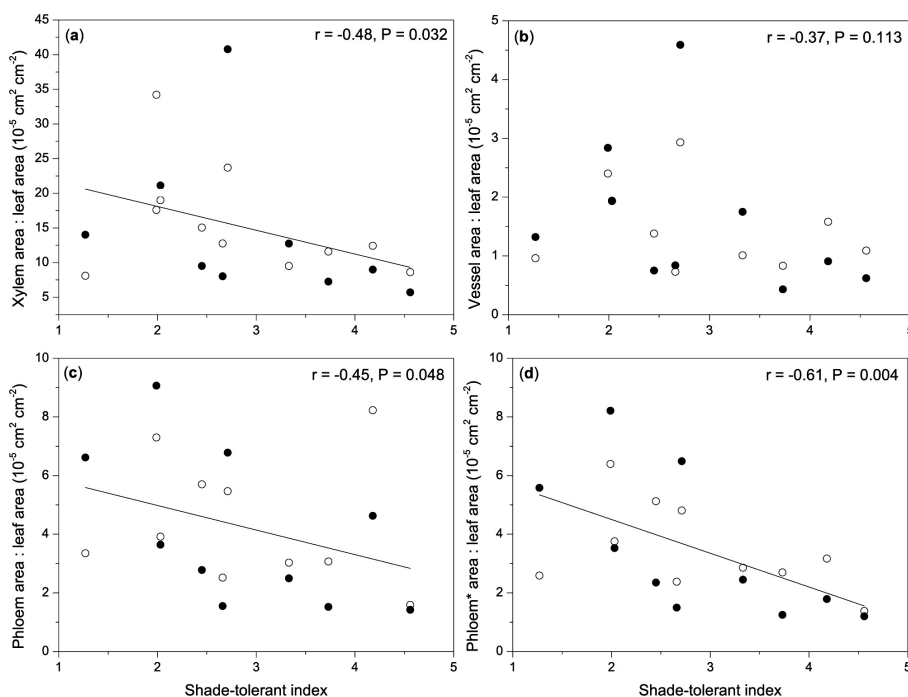 (a)
r = -0.48, P = 0.032
Xylem area : leaf area (10⁻⁵ cm² cm⁻²)
45
40
35
30
25
20
15
10
5
1 2 3 4 5
(b)
r = -0.37, P = 0.113
Vessel area : leaf area (10⁻⁵ cm² cm⁻²)
5
4
3
2
1
0
1 2 3 4 5
(c)
r = -0.45, P = 0.048
Phloem area : leaf area (10⁻⁵ cm² cm⁻²)
10
8
6
4
2
0
1 2 3 4 5
Shade-tolerant index
(d)
r = -0.61, P = 0.004
Phloem* area : leaf area (10⁻⁵ cm² cm⁻²)
10
8
6
4
2
0
1 2 3 4 5
Shade-tolerant index